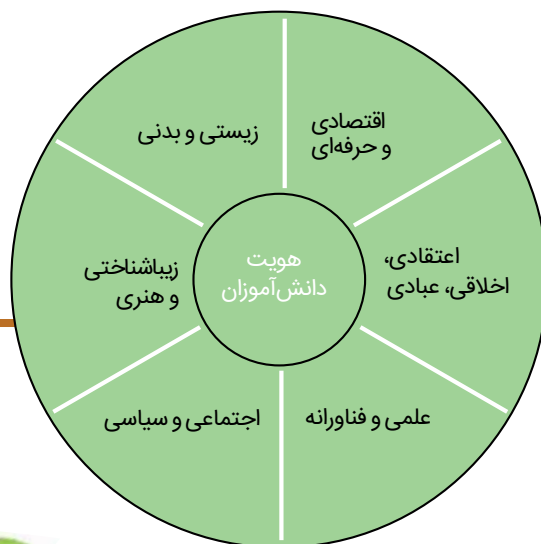 اقتصادی
و حرفه‌ای
زیستی و بدنی
اعتقادی،
اخلاقی، عبادی
هویت
دانش‌آموزان
زیباشناختی
و هنری
علمی و فناورانه
اجتماعی و سیاسی